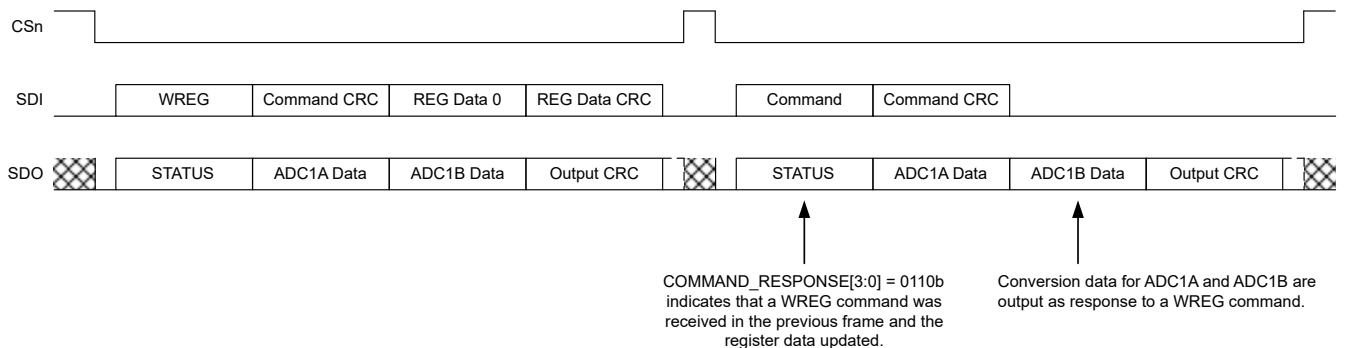 CSn
SDI WREG Command CRC REG Data 0 REG Data CRC Command Command CRC
SDO STATUS ADC1A Data ADC1B Data Output CRC STATUS ADC1A Data ADC1B Data Output CRC
COMMAND_RESPONSE[3:0] = 0110b
indicates that a WREG command was
received in the previous frame and the
register data updated.
Conversion data for ADC1A and ADC1B are
output as response to a WREG command.